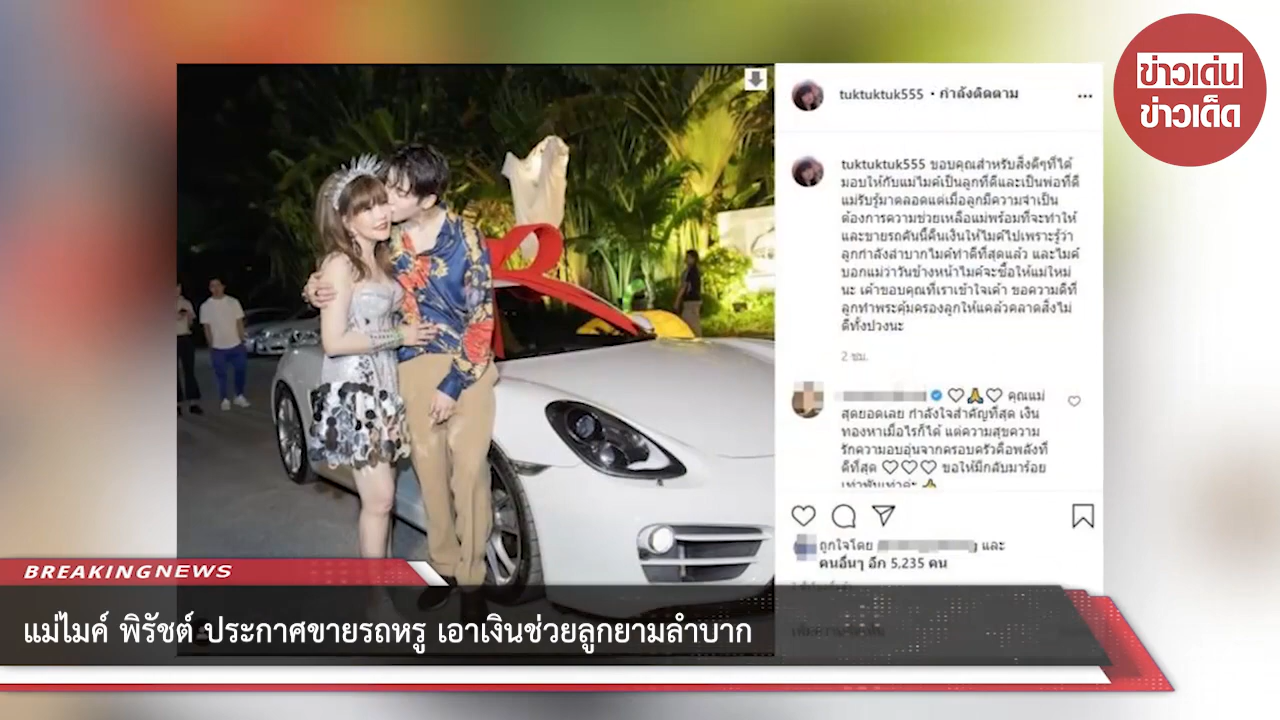 ข่าวเด่น
ข่าวเด็ด
tuktuktuk555 • กำลังติดตาม
tuktuktuk555 ขอบคุณสำหรับสิ่งดีๆที่ได้
มอบให้กับแม่ไมค์เป็นลูกที่ดีและเป็นพ่อที่ดี
แม่รับรู้มาตลอดแต่เมื่อลูกมีความจำเป็น
ต้องการความช่วยเหลือแม่พร้อมที่จะทำให้
และขายรถคันนี้คืนเงินให้ไมค์ไปเพราะรู้ว่า
ลูกกำลังลำบากไมค์ทำดีที่สุดแล้ว และไมค์
บอกแม่ว่าวันข้างหน้าไมค์จะซื้อให้แม่ใหม่
นะ เค้าขอบคุณที่เราเข้าใจเค้า ขอความดีที่
ลูกทำพระคุ้มครองลูกให้แคล้วคลาดสิ่งไม่
ดีทั้งปวงนะ
2 ชม.
♡🙏♡ คุณแม่
สุดยอดเลย กำลังใจสำคัญที่สุด เงิน
ทองหาเมื่อไรก็ได้ แต่ความสุขความ
รักความอบอุ่นจากครอบครัวคือพลังที่
ดีที่สุด ♡♡♡ ขอให้มีกลับมาร้อย
เท่าพันเท่าค่ะ 🙏
ถูกใจโดย และ
คนอื่นๆ อีก 5,235 คน
BREAKING NEWS
แม่ไมค์ พิรัชต์ ประกาศขายรถหรู เอาเงินช่วยลูกยามลำบาก